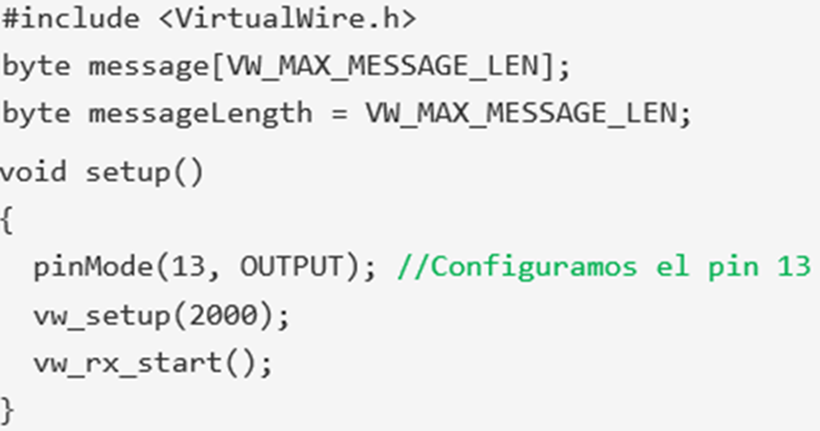 #include <VirtualWire.h>
byte message[VW_MAX_MESSAGE_LEN];
byte messageLength = VW_MAX_MESSAGE_LEN;
void setup()
{
pinMode(13, OUTPUT); //Configuramos el pin 13
vw_setup(2000);
vw_rx_start();
}